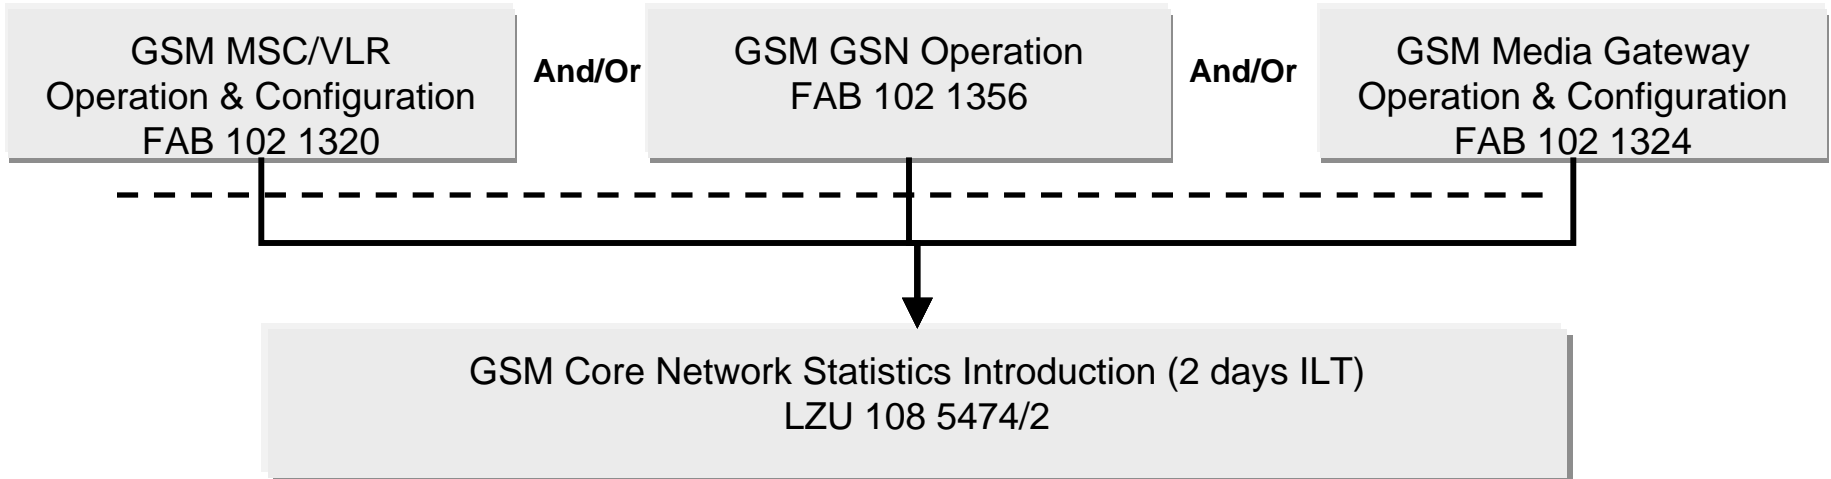 GSM MSC/VLR
Operation & Configuration
FAB 102 1320
And/Or
GSM GSN Operation
FAB 102 1356
And/Or
GSM Media Gateway
Operation & Configuration
FAB 102 1324
GSM Core Network Statistics Introduction (2 days ILT)
LZU 108 5474/2